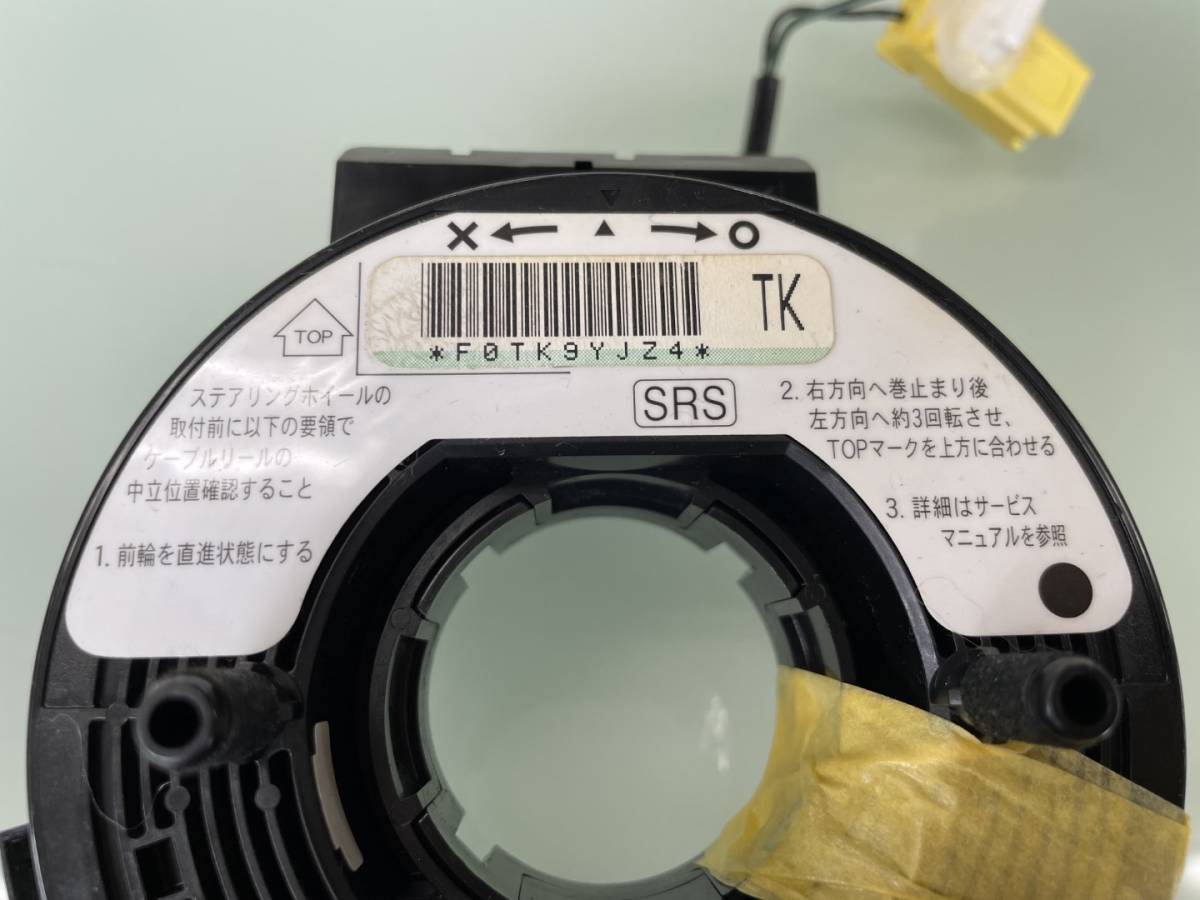 TK
*F0TK9YJZ4*
TOP
SRS
ステアリングホイールの
取付前に以下の要領で
ケーブルリールの
中立位置確認すること
1. 前輪を直進状態にする
2. 右方向へ巻止まり後
左方向へ約3回転させ、
TOPマークを上方に合わせる
3. 詳細はサービス
マニュアルを参照